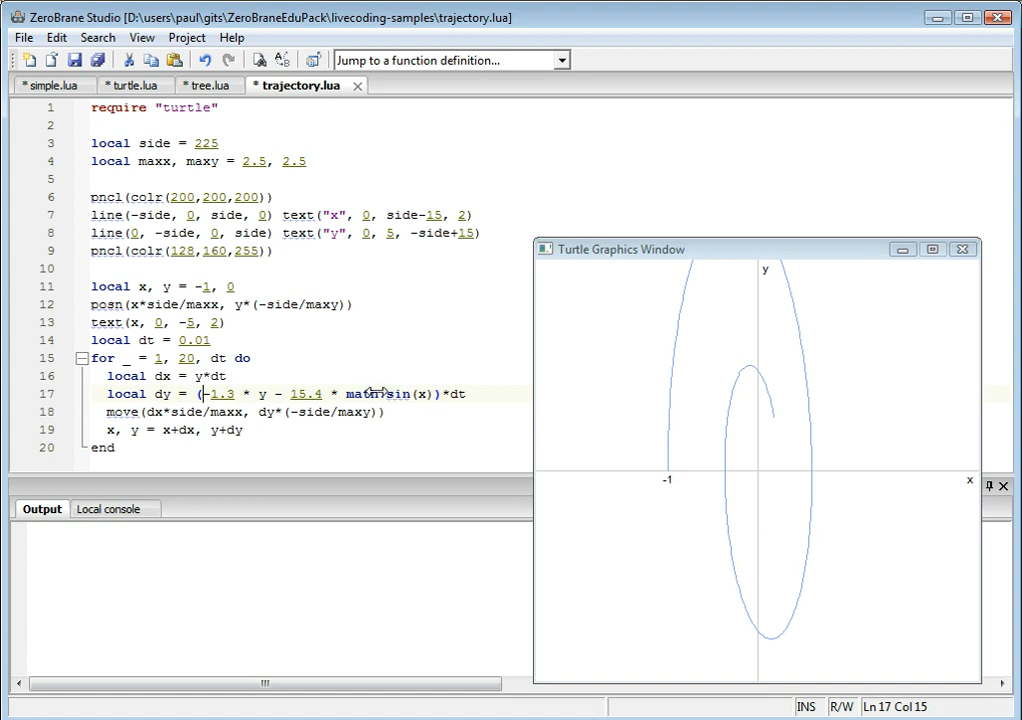 ZeroBrane Studio [D:\users\paul\gits\ZeroBraneEduPack\livecoding-samples\trajectory.lua]
File Edit Search View Project Help
Jump to a function definition...
* simple.lua * turtle.lua * tree.lua * trajectory.lua
1 require "turtle"
2
3 local side = 225
4 local maxx, maxy = 2.5, 2.5
5
6 pncl(colr(200,200,200))
7 line(-side, 0, side, 0) text("x", 0, side-15, 2)
8 line(0, -side, 0, side) text("y", 0, 5, -side+15)
9 pncl(colr(128,160,255))
10
11 local x, y = -1, 0
12 posn(x*side/maxx, y*(-side/maxy))
13 text(x, 0, -5, 2)
14 local dt = 0.01
15 for _ = 1, 20, dt do
16 local dx = y*dt
17 local dy = (-1.3 * y - 15.4 * math.sin(x))*dt
18 move(dx*side/maxx, dy*(-side/maxy))
19 x, y = x+dx, y+dy
20 end
Turtle Graphics Window
y
-1
x
Output Local console
INS R/W Ln 17 Col 15